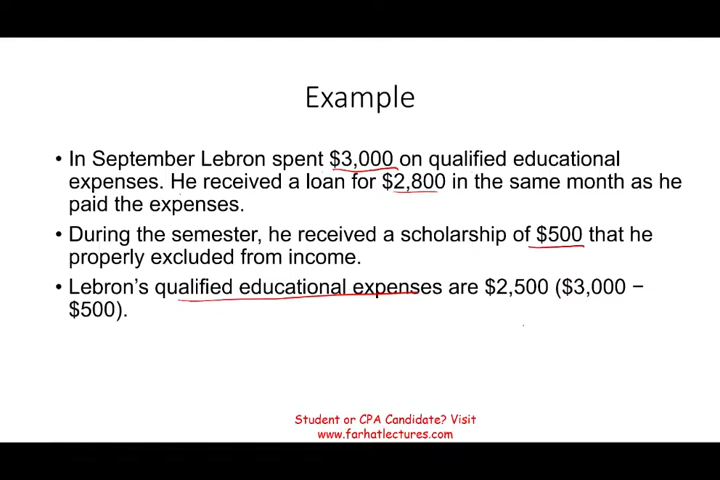 Example
• In September Lebron spent $3,000 on qualified educational
expenses. He received a loan for $2,800 in the same month as he
paid the expenses.
• During the semester, he received a scholarship of $500 that he
properly excluded from income.
• Lebron’s qualified educational expenses are $2,500 ($3,000 −
$500).
Student or CPA Candidate? Visit
www.farhatlectures.com